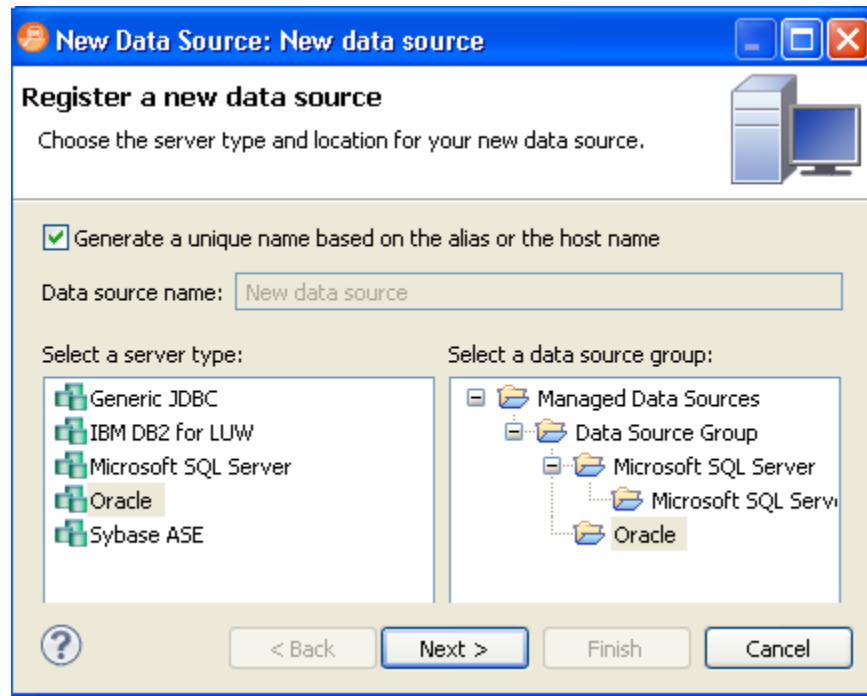 New Data Source: New data source
Register a new data source
Choose the server type and location for your new data source.
Generate a unique name based on the alias or the host name
Data source name: New data source
Select a server type:
Generic JDBC
IBM DB2 for LUW
Microsoft SQL Server
Oracle
Sybase ASE
Select a data source group:
Managed Data Sources
Data Source Group
Microsoft SQL Server
Microsoft SQL Serv
Oracle
?
< Back
Next >
Finish
Cancel